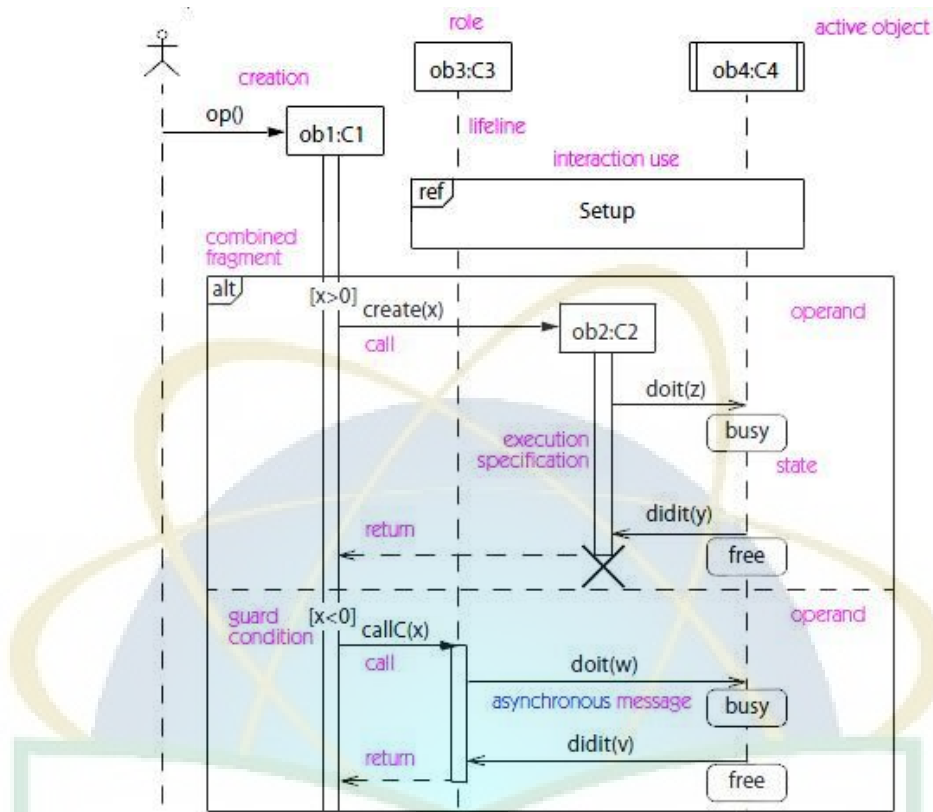 role
active object
creation
ob3:C3
ob4:C4
op()
ob1:C1
lifeline
interaction use
ref
Setup
combined
fragment
alt
[x>0]
create(x)
call
ob2:C2
operand
doit(z)
busy
execution
specification
state
return
didit(y)
free
guard
condition
[x<0]
callC(x)
call
operand
doit(w)
asynchronous message
busy
didit(v)
return
free